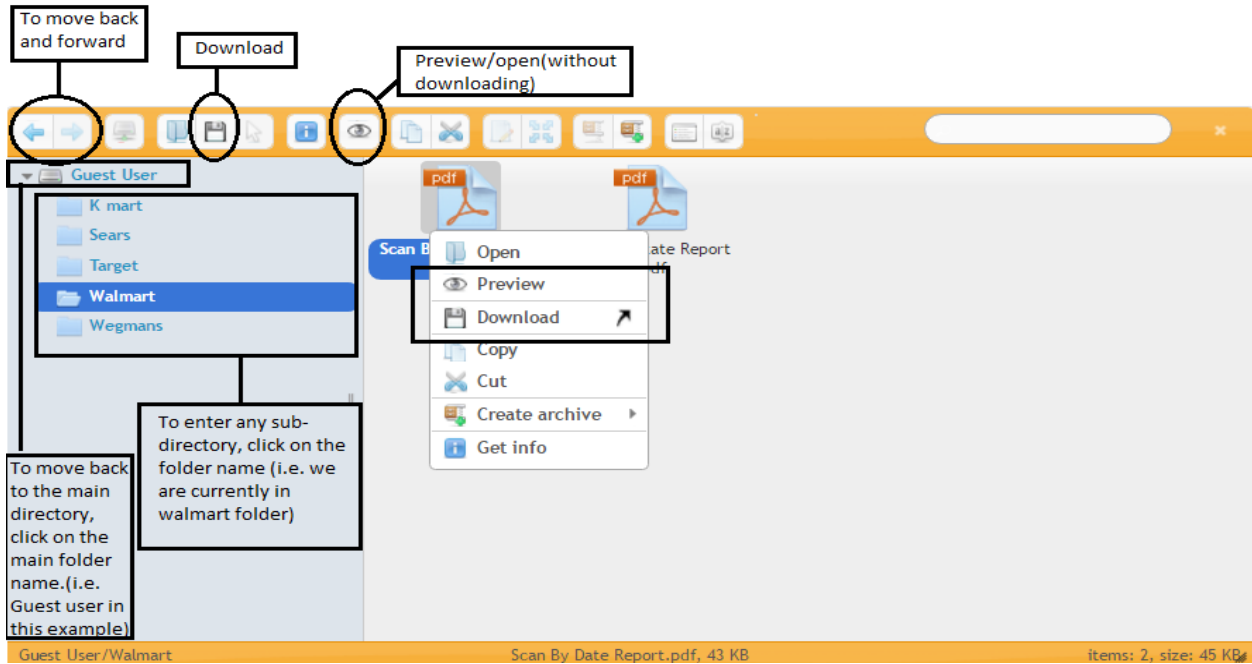 To move back
and forward
Download
Preview/open(without
downloading)
Guest User
K mart
Sears
Target
Walmart
Wegmans
pdf
pdf
Scan B
ate Report
df
Open
Preview
Download
Copy
Cut
Create archive
Get info
To enter any sub-
directory, click on the
folder name (i.e. we
are currently in
walmart folder)
To move back
to the main
directory,
click on the
main folder
name.(i.e.
Guest user in
this example)
Guest User/Walmart
Scan By Date Report.pdf, 43 KB
items: 2, size: 45 KB